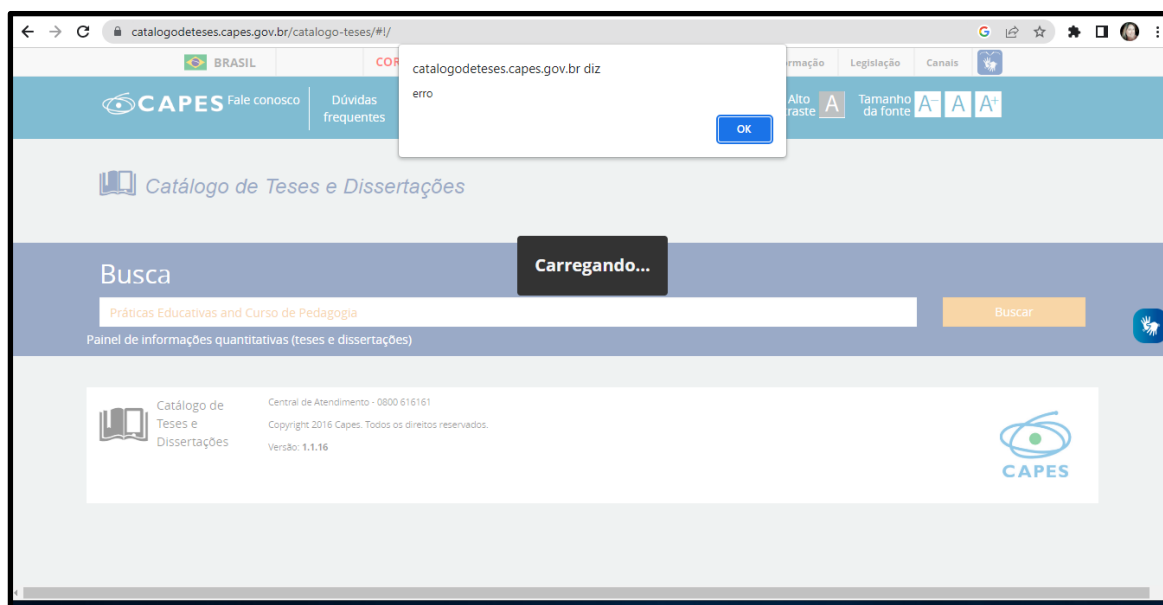 catalogodeteses.capes.gov.br/catalogo-teses/#!/
G
BRASIL
COR
catalogodeteses.capes.gov.br diz
erro
OK
Legislação
Canais
CAPES
Fale conosco
Dúvidas
frequentes
Alto
A
Tamanho
da fonte
A- A A+
Catálogo de Teses e Dissertações
Carregando...
Busca
Práticas Educativas and Curso de Pedagogia
Buscar
Painel de informações quantitativas (teses e dissertações)
Catálogo de
Teses e
Dissertações
Central de Atendimento - 0800 616161
Copyright 2016 Capes. Todos os direitos reservados.
Versão: 1.1.16
CAPES